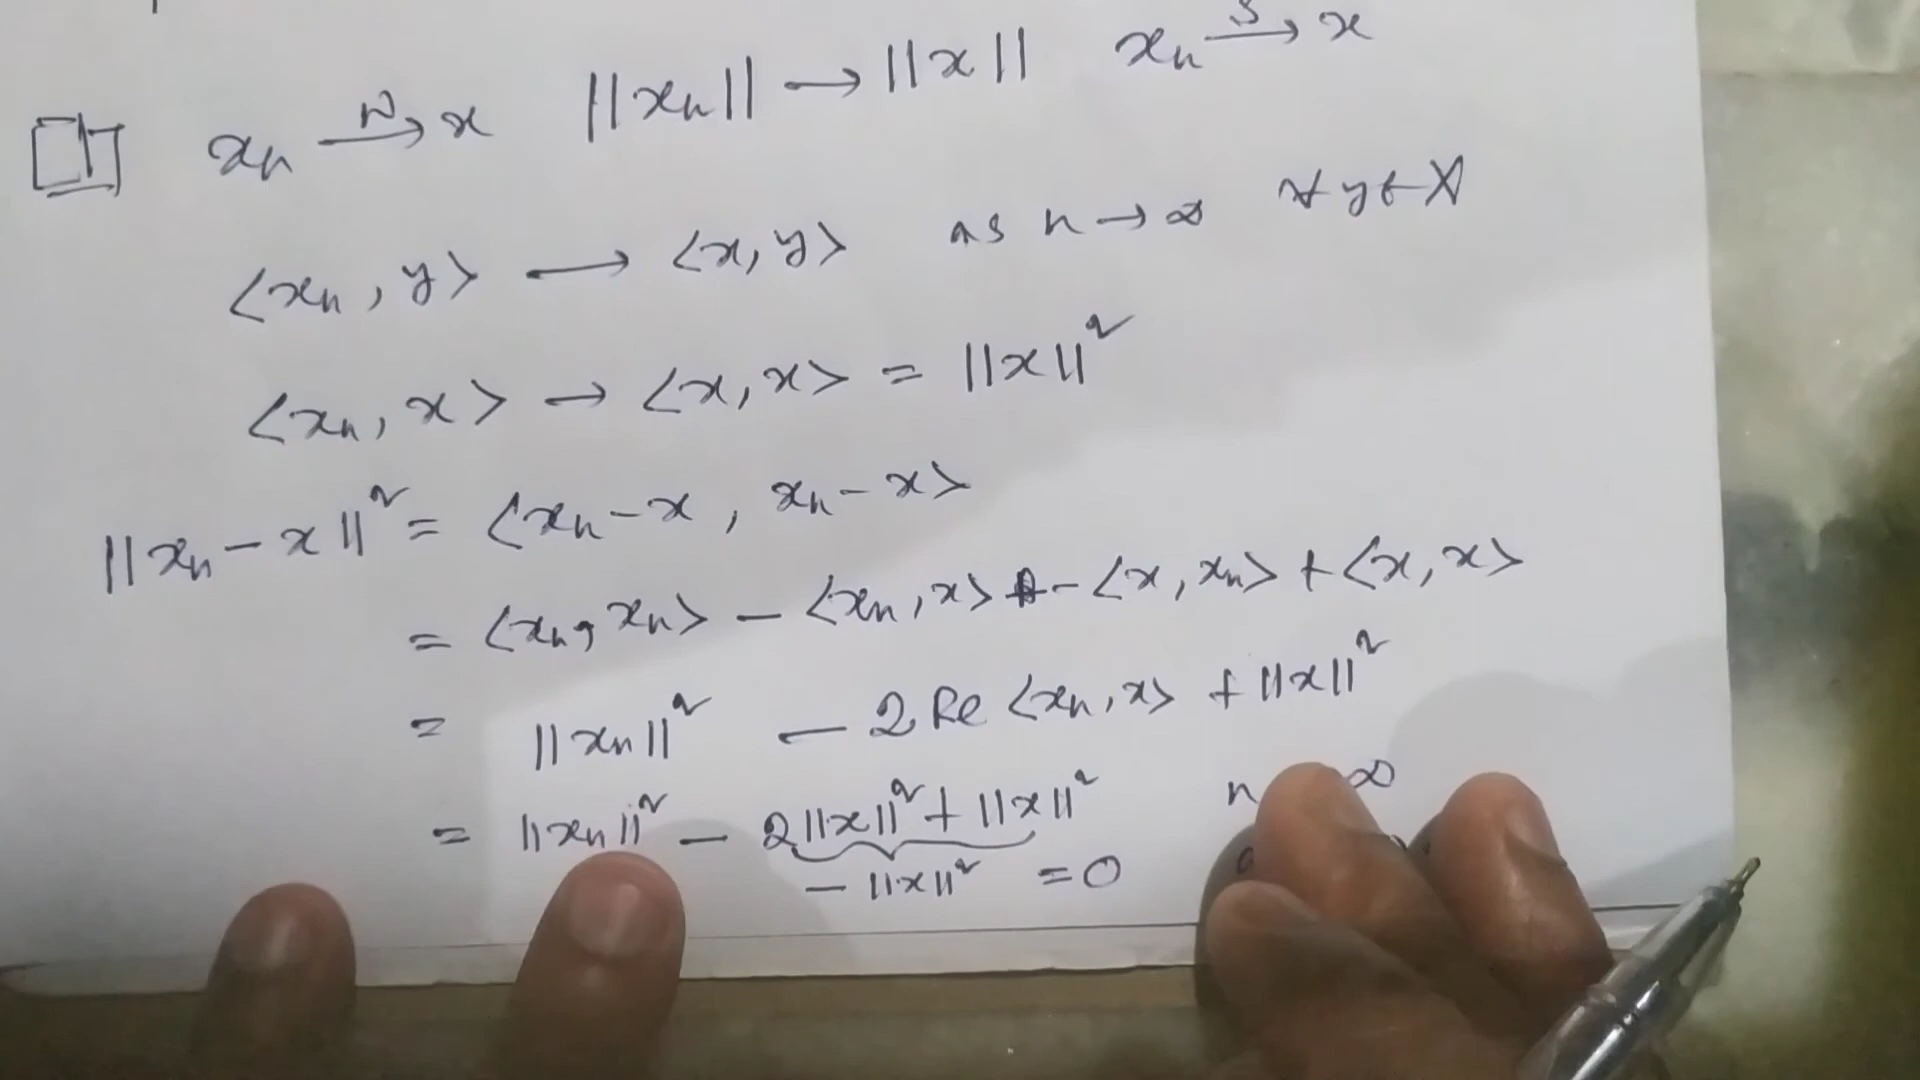 xₙ —w→ x  ||xₙ|| → ||x||  xₙ —s→ x
<xₙ, y> → <x, y> as n → ∞ ∀ y ∈ X
<xₙ, x> → <x, x> = ||x||²
||xₙ - x||² = <xₙ - x, xₙ - x>
= <xₙ, xₙ> - <xₙ, x> - <x, xₙ> + <x, x>
= ||xₙ||² - 2 Re <xₙ, x> + ||x||²
= ||xₙ||² - 2||x||² + ||x||²  n ∞
- ||x||² = 0